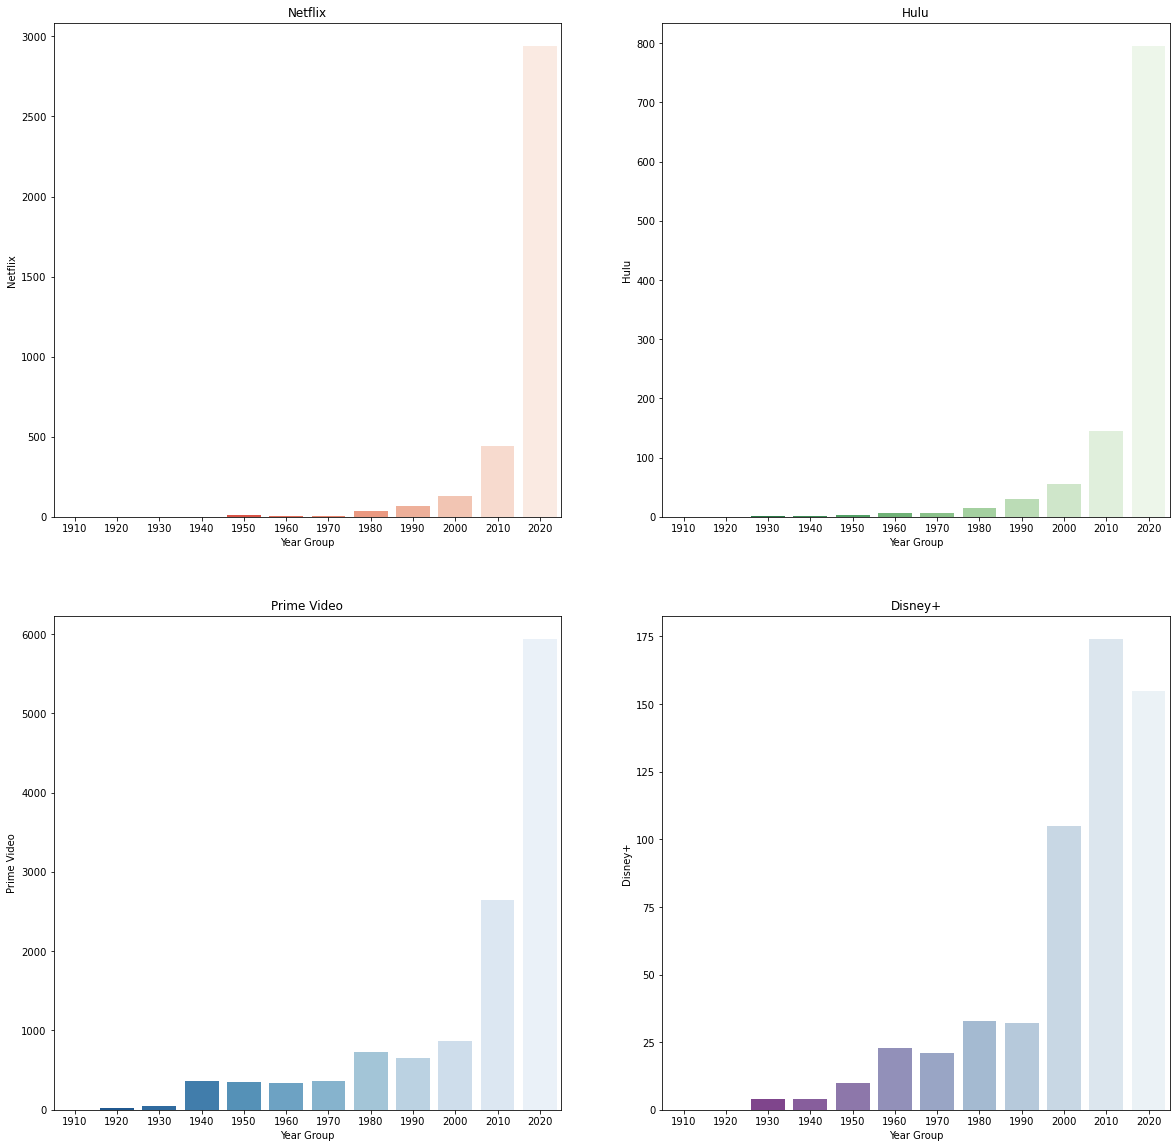 Netflix
3000
2500
2000
1500
1000
500
0
Netflix
1910 1920 1930 1940 1950 1960 1970 1980 1990 2000 2010 2020
Year Group
Hulu
800
700
600
500
400
300
200
100
0
Hulu
1910 1920 1930 1940 1950 1960 1970 1980 1990 2000 2010 2020
Year Group
Prime Video
6000
5000
4000
3000
2000
1000
0
Prime Video
1910 1920 1930 1940 1950 1960 1970 1980 1990 2000 2010 2020
Year Group
Disney+
175
150
125
100
75
50
25
0
Disney+
1910 1920 1930 1940 1950 1960 1970 1980 1990 2000 2010 2020
Year Group